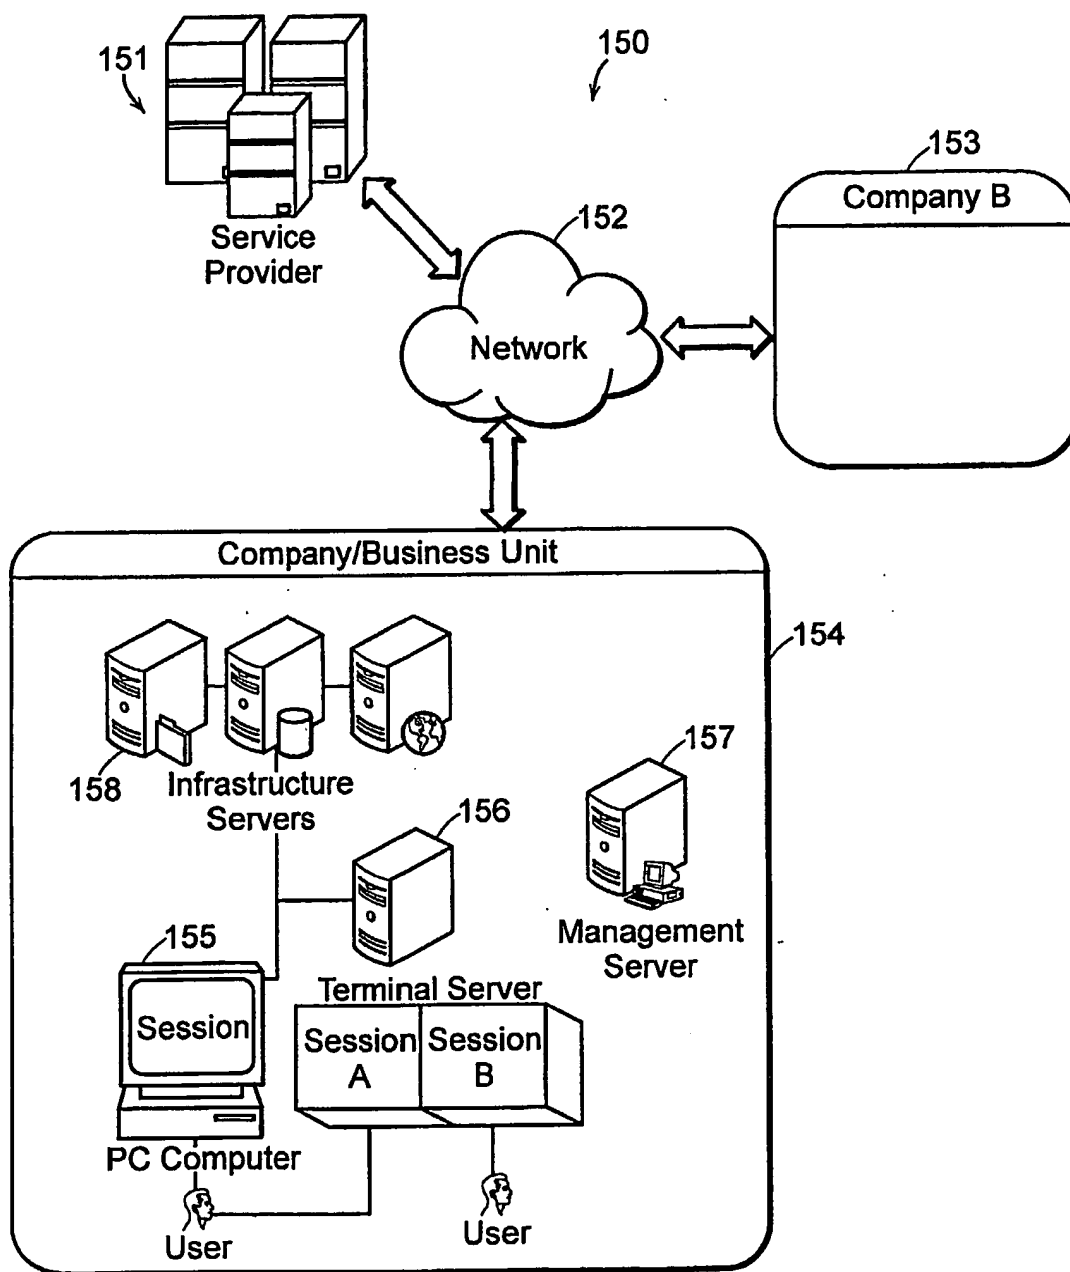 151
150
Service
Provider
152
153
Company B
Network
Company/Business Unit
154
158
Infrastructure
Servers
157
156
Management
Server
155
Session
Terminal Server
Session
A
Session
B
PC Computer
User
User